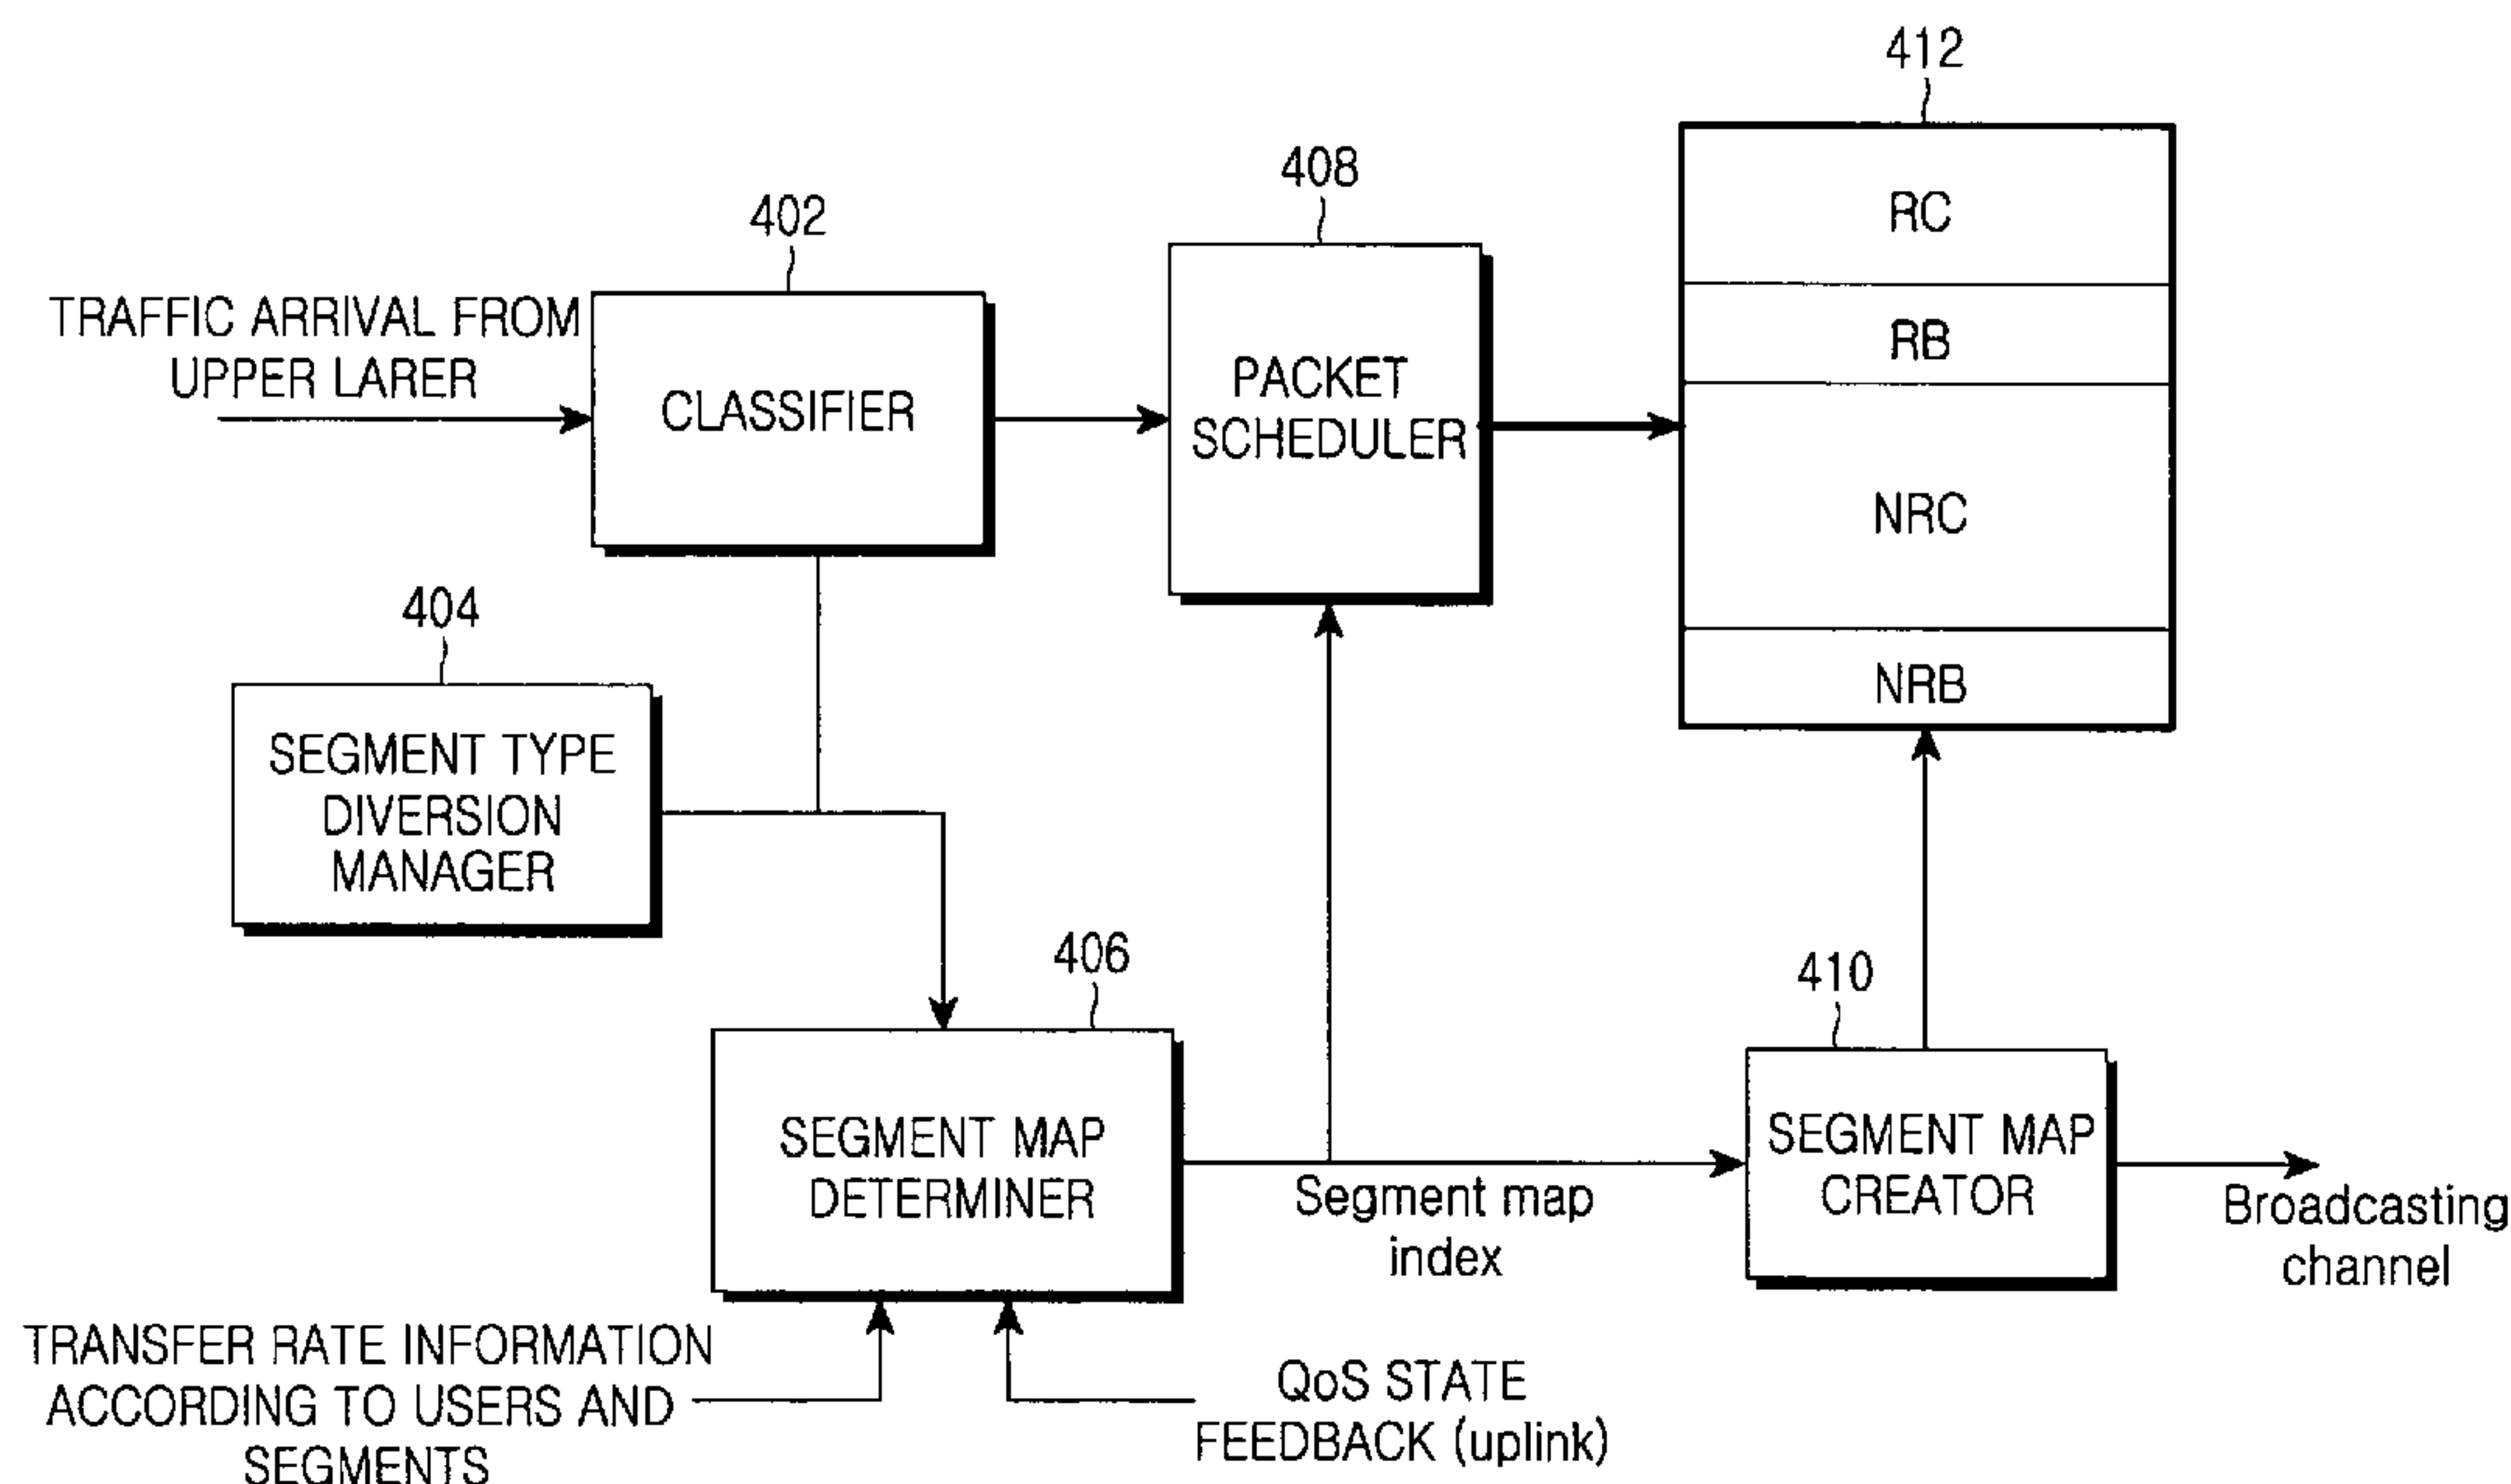 412
408
402
RC
TRAFFIC ARRIVAL FROM
UPPER LARER
RB
CLASSIFIER
PACKET
SCHEDULER
NRC
404
NRB
SEGMENT TYPE
DIVERSION
MANAGER
406
410
SEGMENT MAP
DETERMINER
SEGMENT MAP
CREATOR
Segment map
index
Broadcasting
channel
TRANSFER RATE INFORMATION
ACCORDING TO USERS AND
SEGMENTS
QoS STATE
FEEDBACK (uplink)